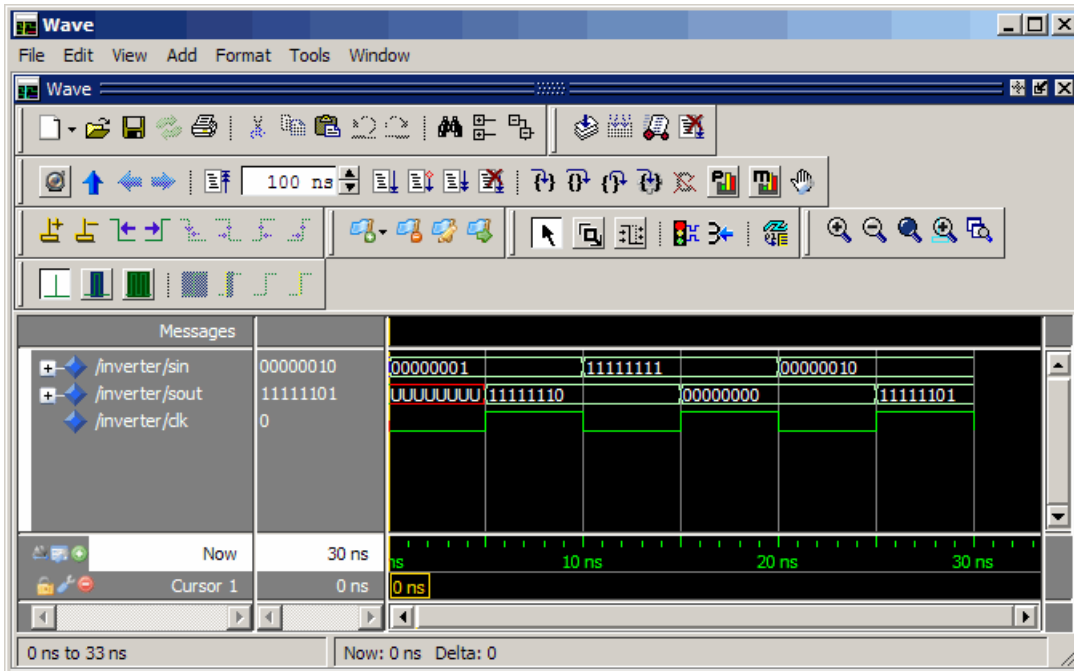 Wave
File Edit View Add Format Tools Window
Wave
100 ns
Messages
/inverter/sin 00000010 00000001 11111111 00000010
/inverter/sout 11111101 UUUUUUUU 11111110 00000000 11111101
/inverter/clk 0
Now 30 ns ns 10 ns 20 ns 30 ns
Cursor 1 0 ns 0 ns
0 ns to 33 ns Now: 0 ns Delta: 0